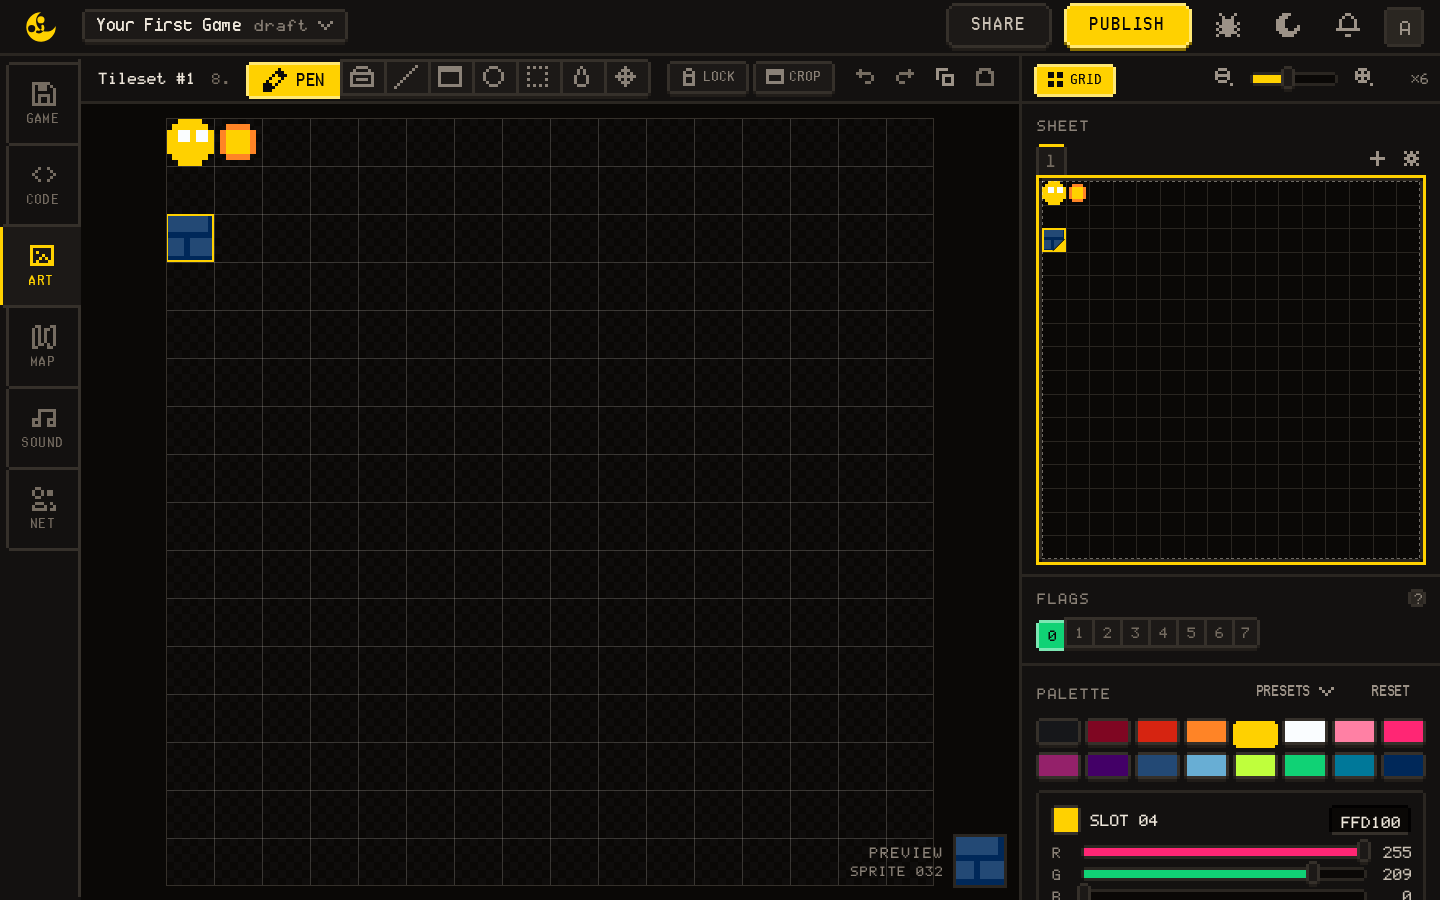 Your First Game draft
SHARE
PUBLISH
A
GAME
CODE
ART
MAP
SOUND
NET
Tileset #1 8.
PEN
LOCK
CROP
GRID
×6
SHEET
1
FLAGS
?
0 1 2 3 4 5 6 7
PALETTE
PRESETS
RESET
SLOT 04
FFD100
R 255
G 209
B 0
PREVIEW
SPRITE 032